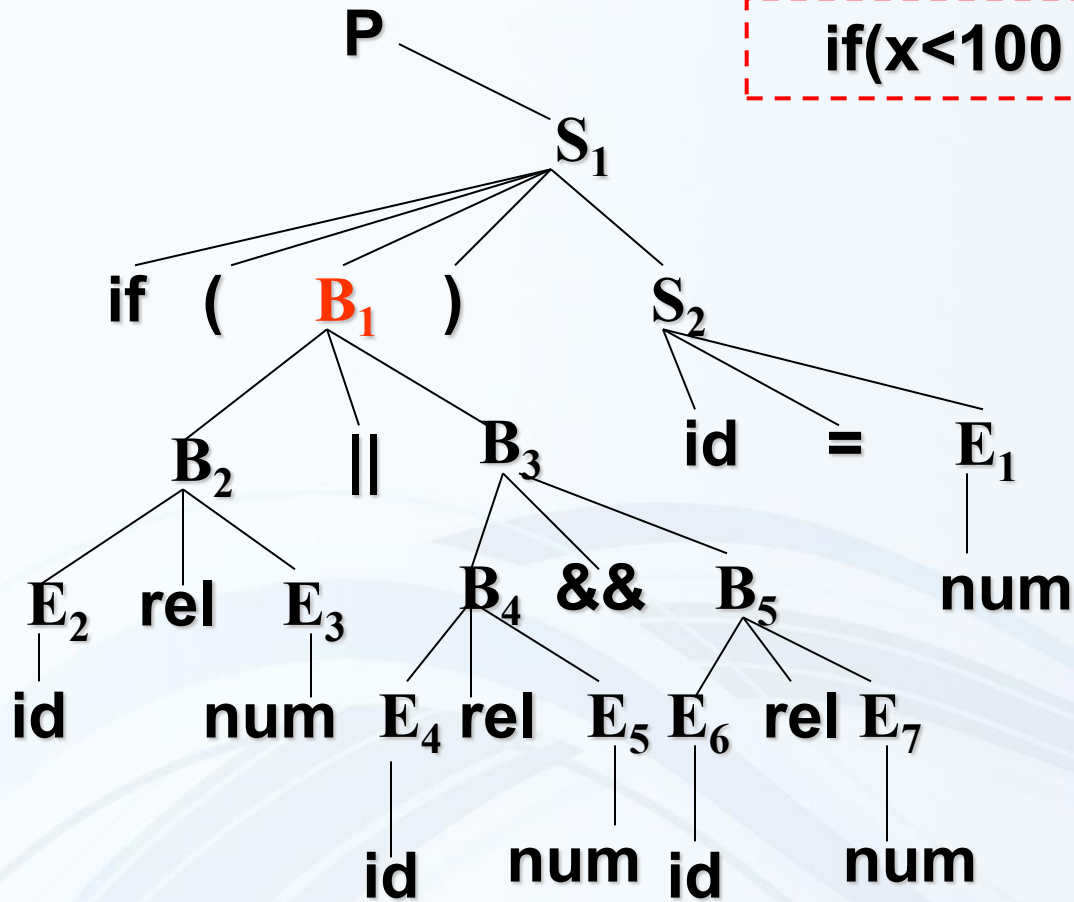 P
if(x<100
S₁
if ( B₁ ) S₂
B₂ || B₃ id = E₁
E₂ rel E₃ B₄ && B₅ num
id num E₄ rel E₅ E₆ rel E₇
id num id num